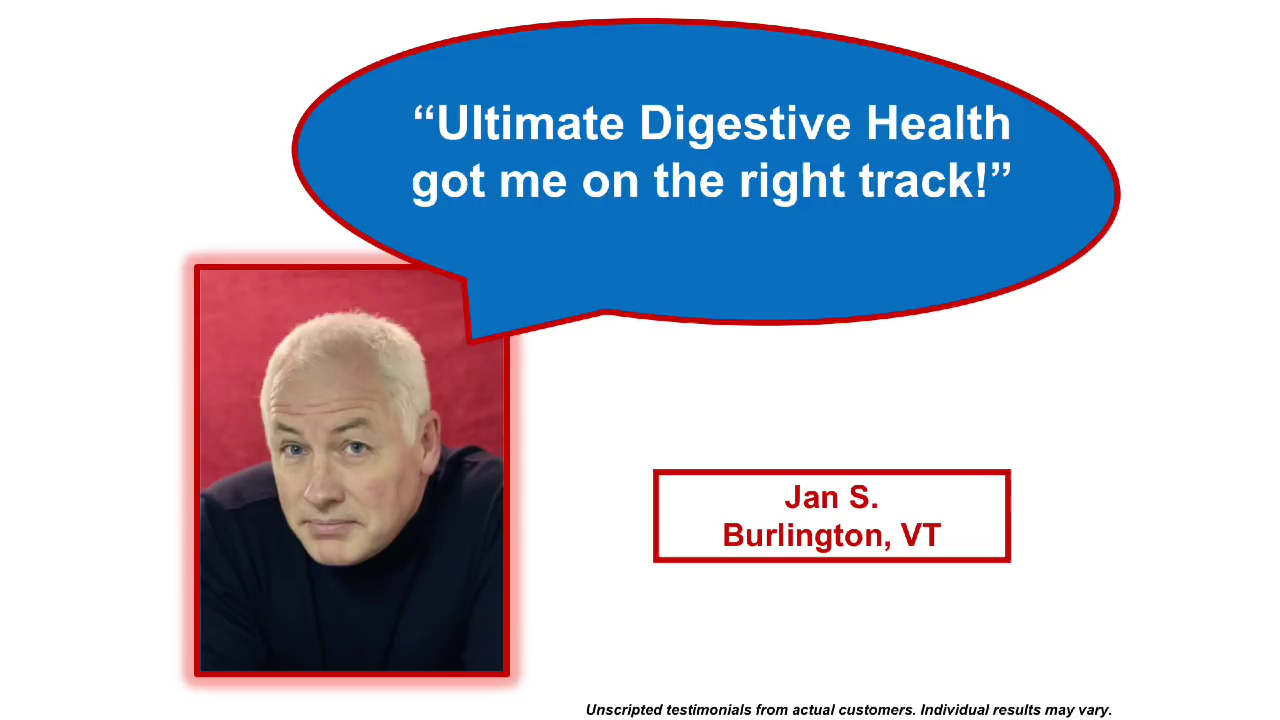 “Ultimate Digestive Health
got me on the right track!”
Jan S.
Burlington, VT
Unscripted testimonials from actual customers. Individual results may vary.